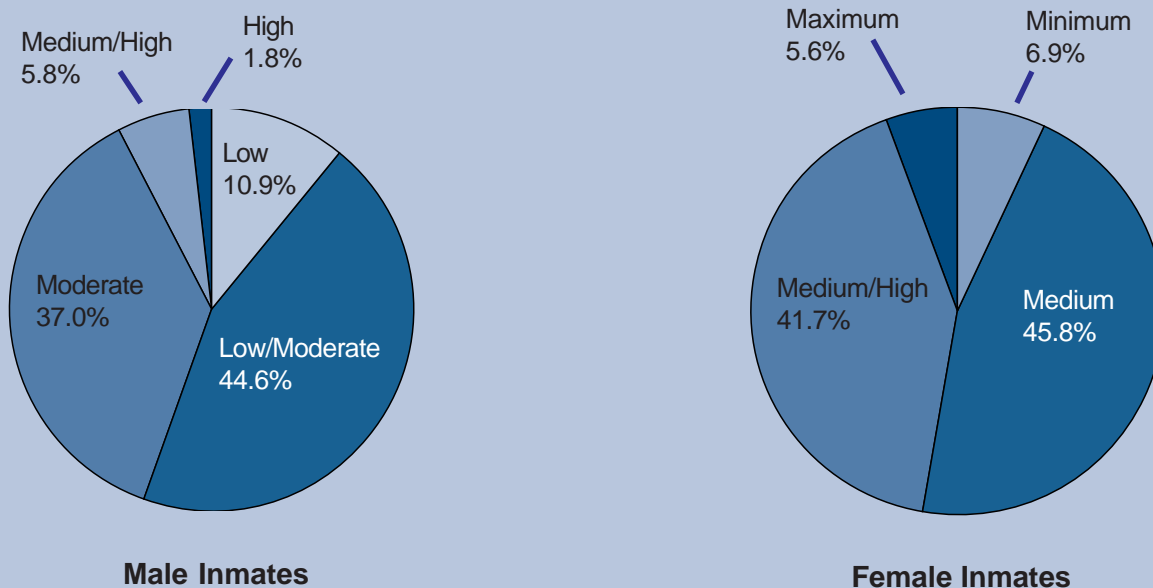 Medium/High
5.8%
High
1.8%
Low
10.9%
Moderate
37.0%
Low/Moderate
44.6%
Male Inmates
Maximum
5.6%
Minimum
6.9%
Medium/High
41.7%
Medium
45.8%
Female Inmates